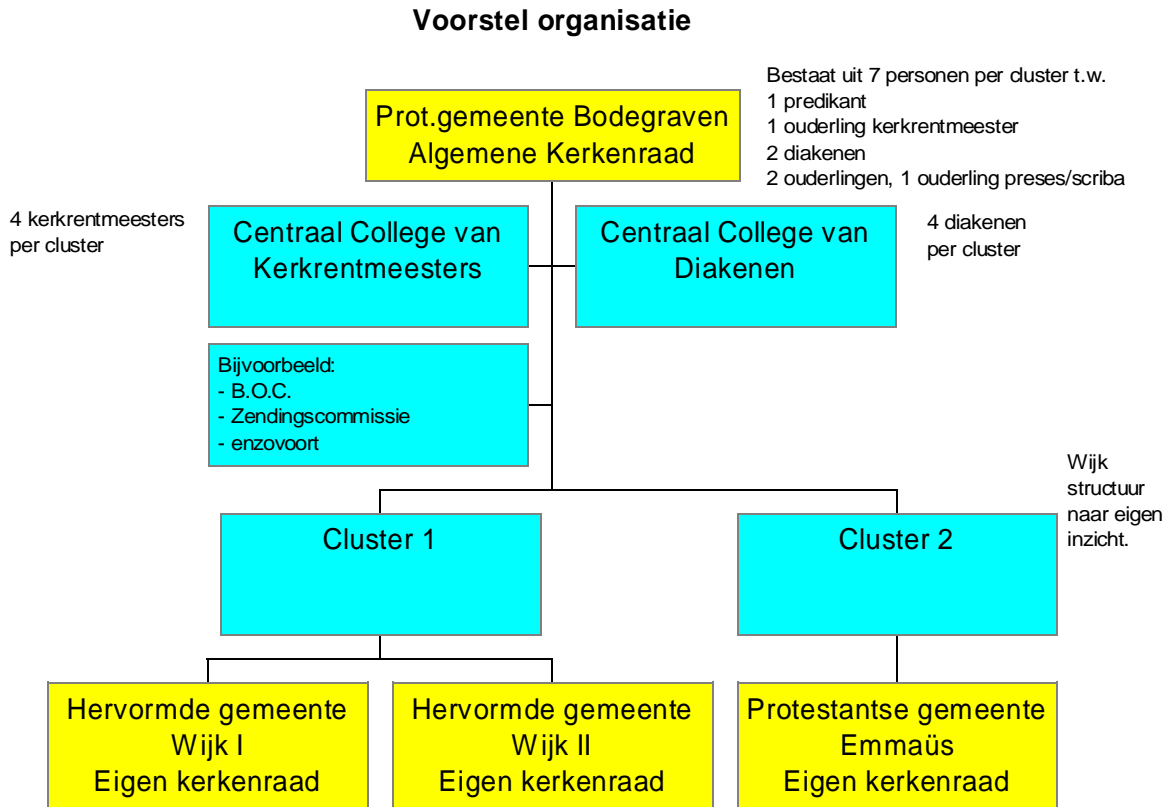 Voorstel organisatie
Prot.gemeente Bodegraven
Algemene Kerkenraad
Bestaat uit 7 personen per cluster t.w.
1 predikant
1 ouderling kerkrentmeester
2 diakenen
2 ouderlingen, 1 ouderling preses/scriba
4 kerkrentmeesters
per cluster
Centraal College van
Kerkrentmeesters
Centraal College van
Diakenen
4 diakenen
per cluster
Bijvoorbeeld:
- B.O.C.
- Zendingscommissie
- enzovoort
Wijk
structuur
naar eigen
inzicht.
Cluster 1
Cluster 2
Hervormde gemeente
Wijk I
Eigen kerkenraad
Hervormde gemeente
Wijk II
Eigen kerkenraad
Protestantse gemeente
Emmaüs
Eigen kerkenraad